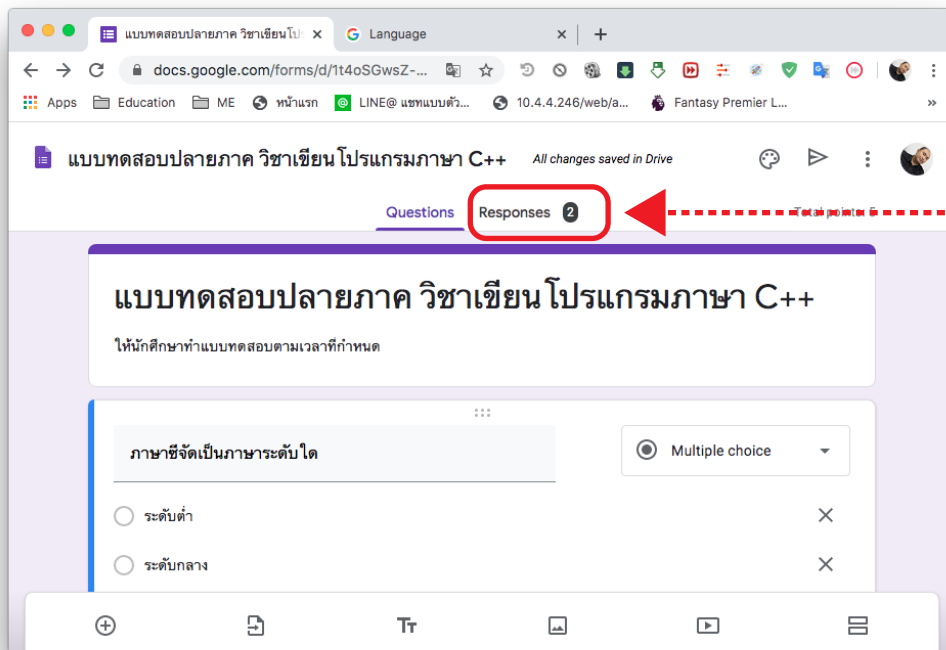 แบบทดสอบปลายภาค วิชาเขียนโปร
Language
docs.google.com/forms/d/1t4oSGwsZ-...
Apps Education ME หน้าแรก LINE@ แชทแบบตัว... 10.4.4.246/web/a... Fantasy Premier L... »
แบบทดสอบปลายภาค วิชาเขียนโปรแกรมภาษา C++ All changes saved in Drive
Questions Responses 2 Total points: 5
แบบทดสอบปลายภาค วิชาเขียนโปรแกรมภาษา C++
ให้นักศึกษาทำแบบทดสอบตามเวลาที่กำหนด
ภาษาซีจัดเป็นภาษาระดับใด Multiple choice
ระดับต่ำ
ระดับกลาง
Tт